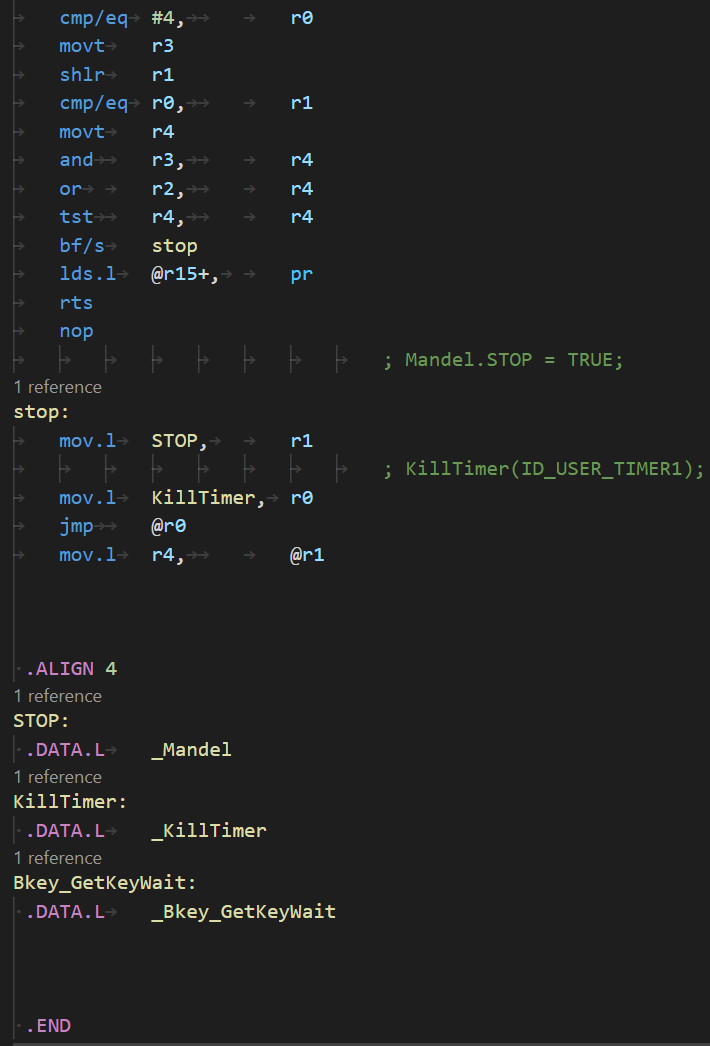 cmp/eq #4, r0
movt r3
shlr r1
cmp/eq r0, r1
movt r4
and r3, r4
or r2, r4
tst r4, r4
bf/s stop
lds.l @r15+, pr
rts
nop
; Mandel.STOP = TRUE;
1 reference
stop:
mov.l STOP, r1
; KillTimer(ID_USER_TIMER1);
mov.l KillTimer, r0
jmp @r0
mov.l r4, @r1
.ALIGN 4
1 reference
STOP:
.DATA.L _Mandel
1 reference
KillTimer:
.DATA.L _KillTimer
1 reference
Bkey_GetKeyWait:
.DATA.L _Bkey_GetKeyWait
.END